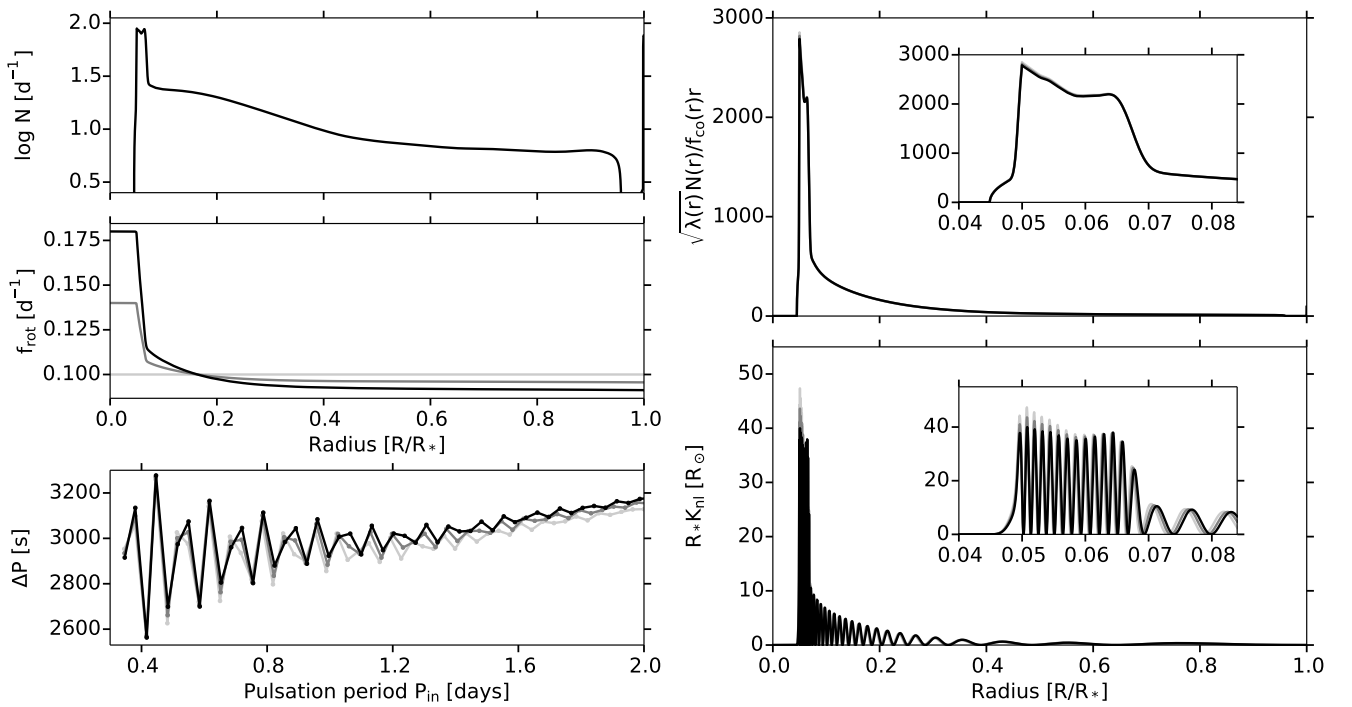 2.0
1.5
1.0
0.5
log N [d⁻¹]
0.175
0.150
0.125
0.100
f_rot [d⁻¹]
0.0 0.2 0.4 0.6 0.8 1.0
Radius [R/R_*]
3200
3000
2800
2600
ΔP [s]
0.4 0.8 1.2 1.6 2.0
Pulsation period P_in [days]
3000
2000
1000
0
√λ(r) N(r)/f_co(r)r
3000
2000
1000
0
0.04 0.05 0.06 0.07 0.08
50
40
30
20
10
0
R_*K_nl [R_⊙]
40
20
0
0.04 0.05 0.06 0.07 0.08
0.0 0.2 0.4 0.6 0.8 1.0
Radius [R/R_*]